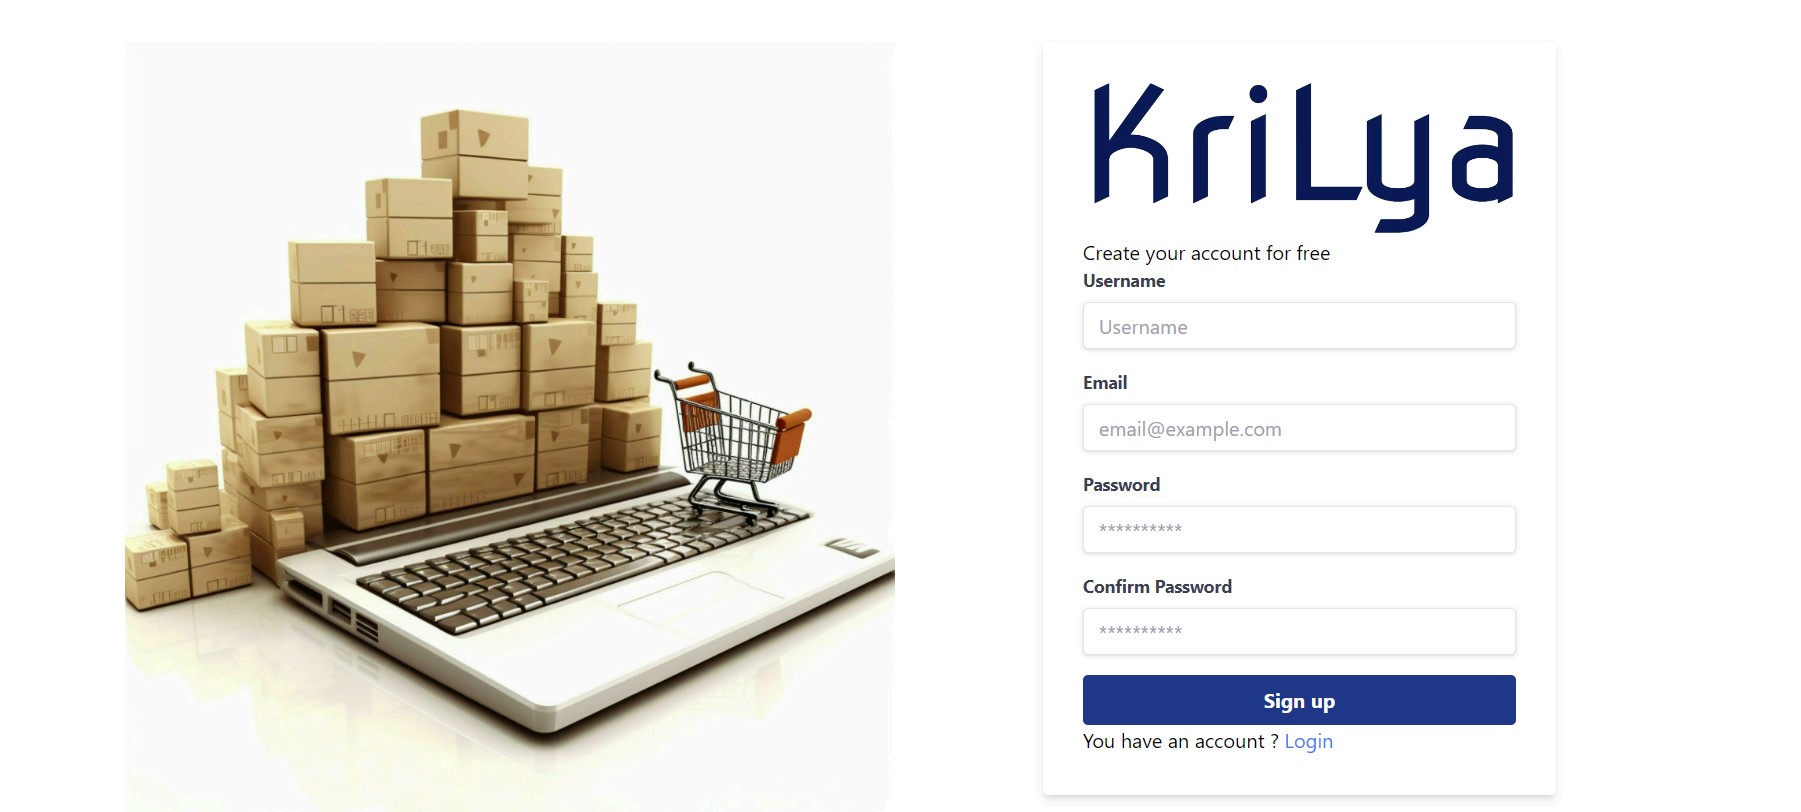 KriLya
Create your account for free
Username
Username
Email
email@example.com
Password
**********
Confirm Password
**********
Sign up
You have an account ? Login